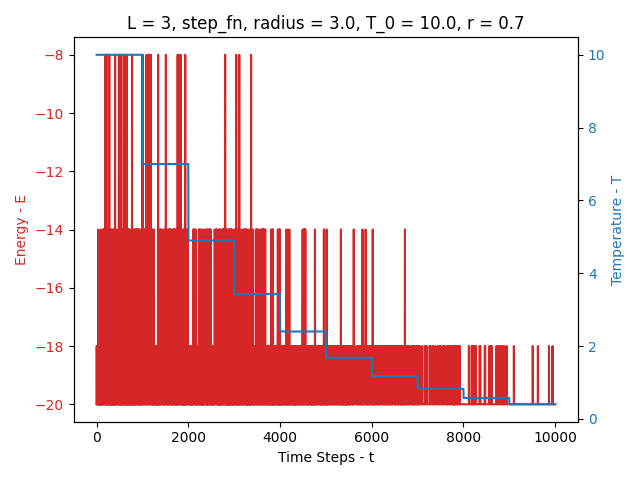 L = 3, step_fn, radius = 3.0, T_0 = 10.0, r = 0.7
Energy - E
−8
−10
−12
−14
−16
−18
−20
10
8
6
4
2
0
Temperature - T
0 2000 4000 6000 8000 10000
Time Steps - t